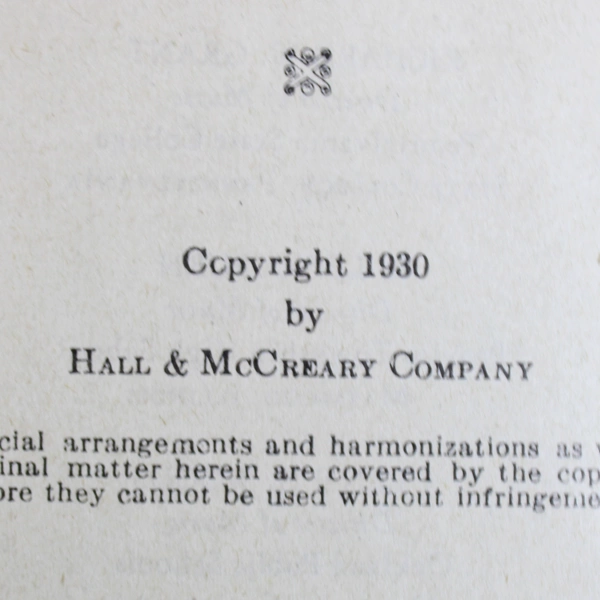 Copyright 1930
by
HALL & MCCREARY COMPANY
cial arrangements and harmonizations as
inal matter herein are covered by the cop
ore they cannot be used without infringeme